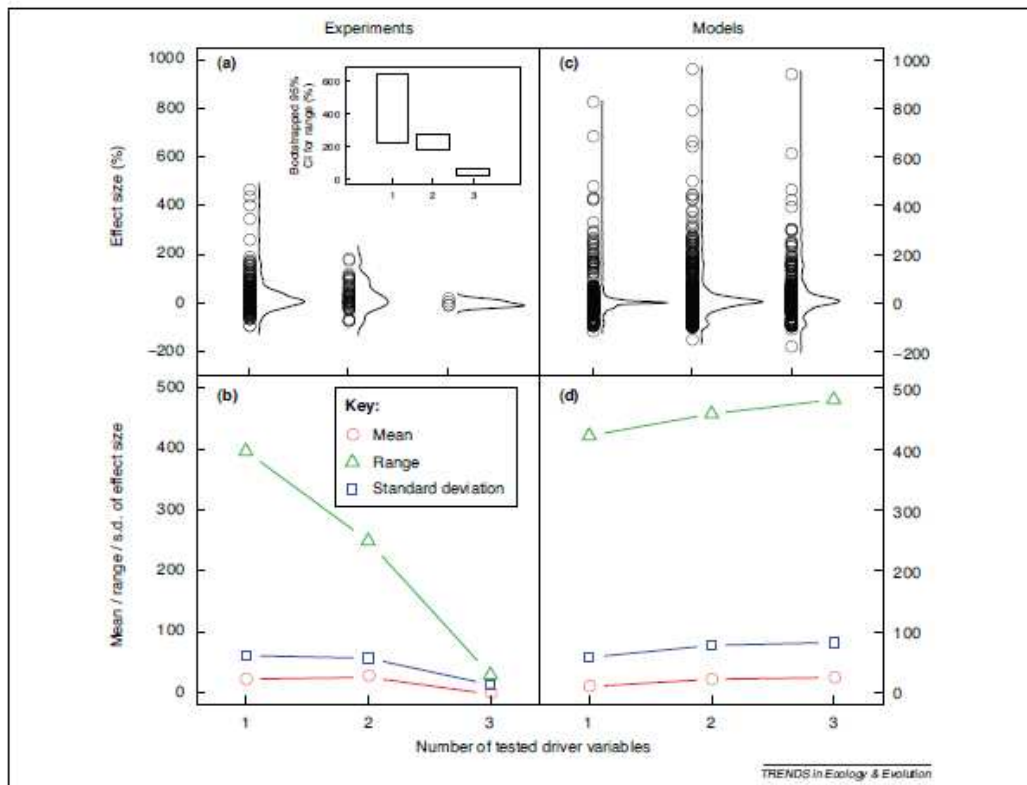 Experiments
Models
(a)
(c)
1000
800
600
400
200
0
−200
Effect size (%)
Bootstrapped 95%
CI for range (%)
600
400
200
0
1
2
3
1000
800
600
400
200
0
−200
(b)
(d)
500
400
300
200
100
0
Mean / range / s.d. of effect size
Key:
Mean
Range
Standard deviation
500
400
300
200
100
0
1
2
3
1
2
3
Number of tested driver variables
TRENDS in Ecology & Evolution